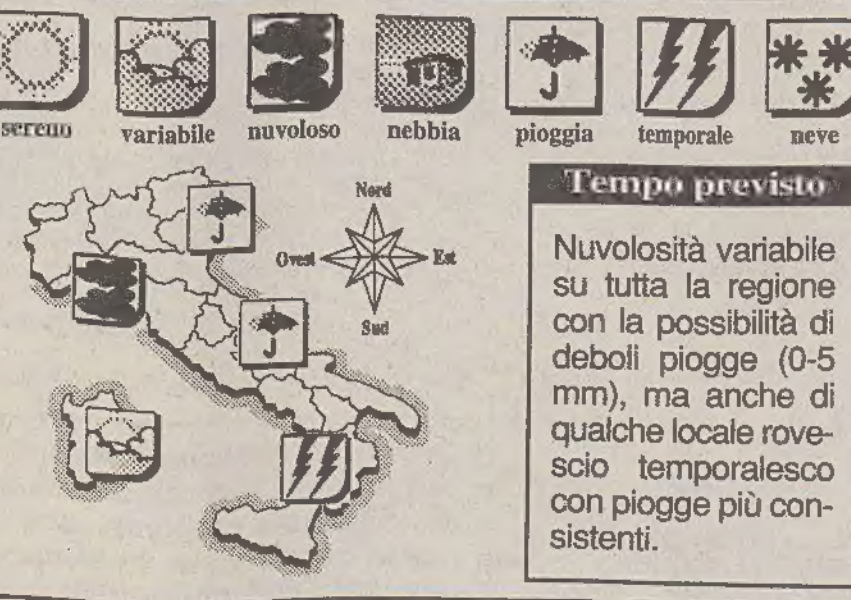 sereno
variabile
nuvoloso
nebbia
pioggia
temporale
neve
Nord
Ovest
Est
Sud
Tempo previsto
Nuvolosità variabile
su tutta la regione
con la possibilità di
deboli piogge (0-5
mm), ma anche di
qualche locale rove-
scio temporalesco
con piogge più con-
sistenti.